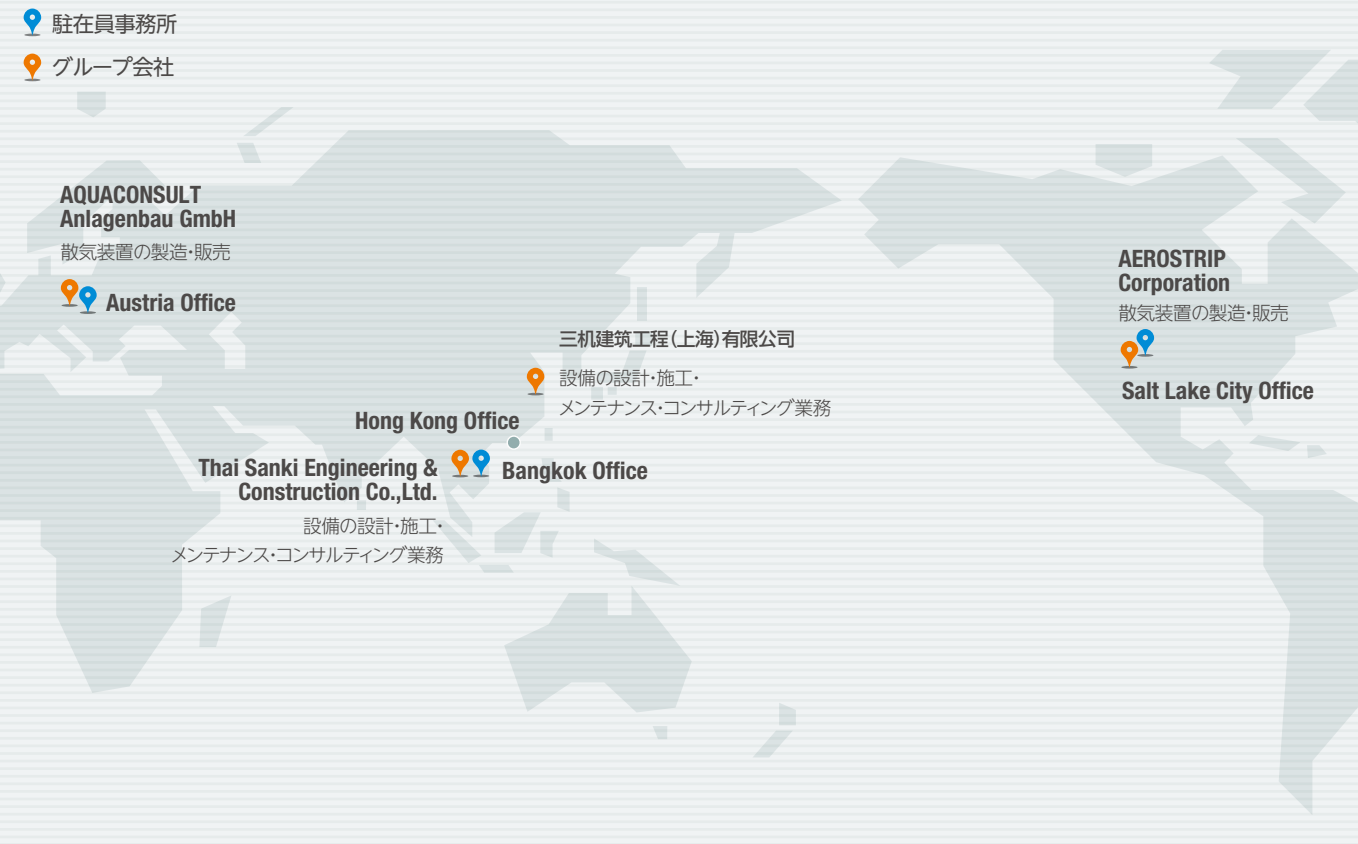 駐在員事務所
グループ会社
AQUACONSULT
Anlagenbau GmbH
散気装置の製造・販売
Austria Office
AEROSTRIP
Corporation
散気装置の製造・販売
Salt Lake City Office
三机建筑工程（上海）有限公司
設備の設計・施工・
メンテナンス・コンサルティング業務
Hong Kong Office
Thai Sanki Engineering &
Construction Co.,Ltd.
設備の設計・施工・
メンテナンス・コンサルティング業務
Bangkok Office